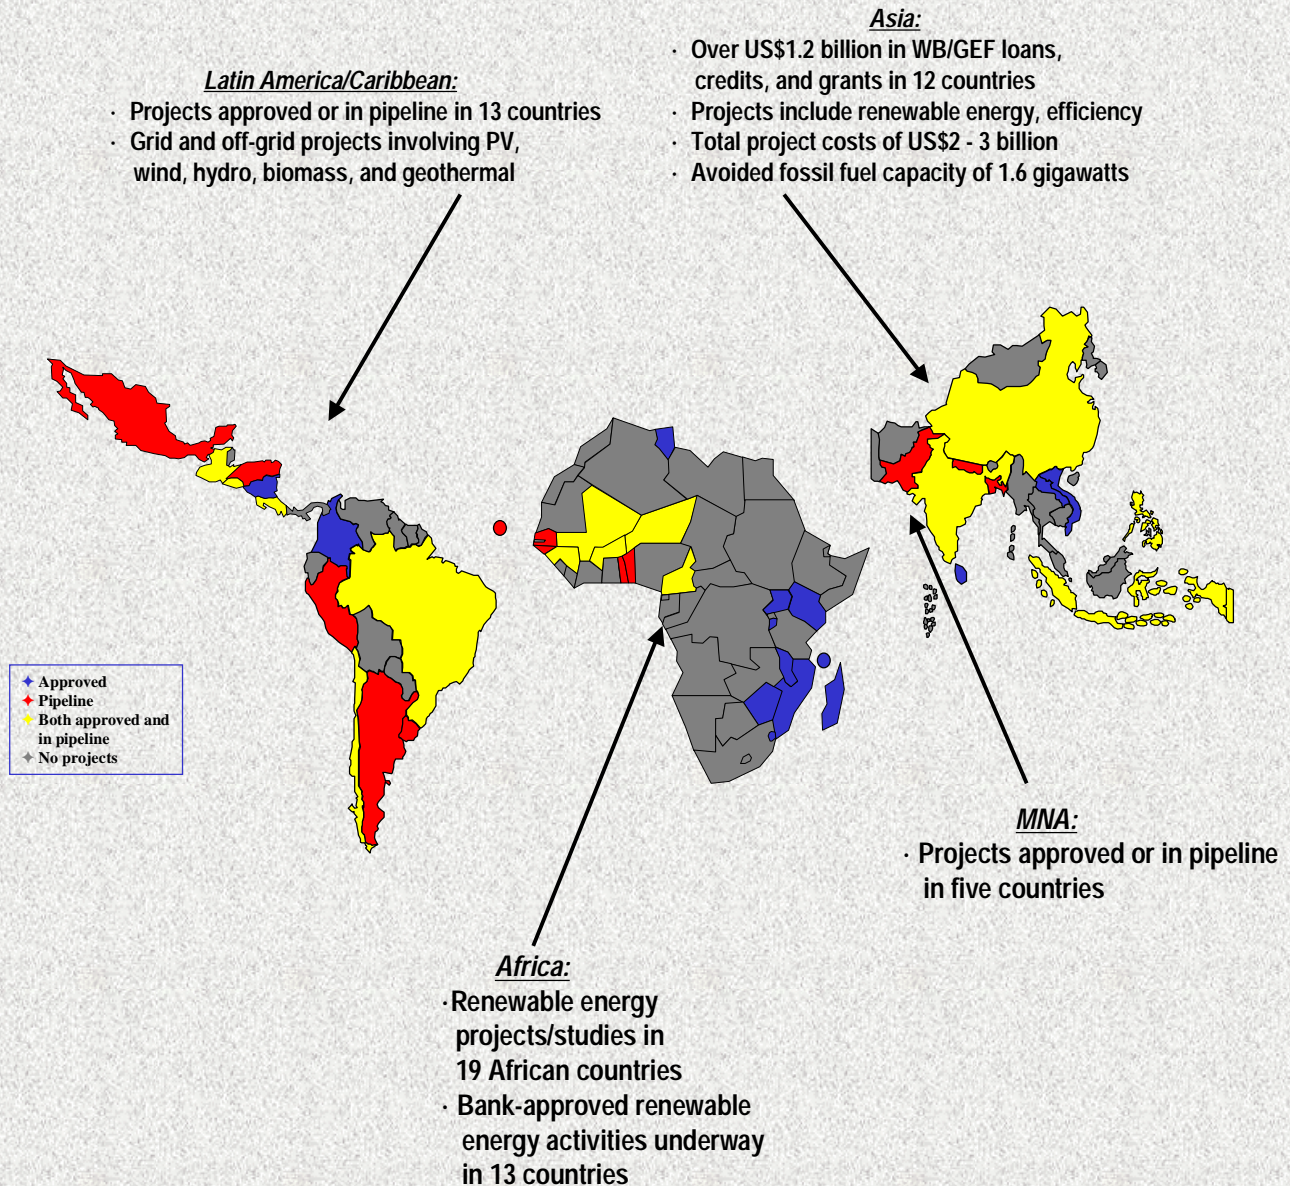 Latin America/Caribbean:
· Projects approved or in pipeline in 13 countries
· Grid and off-grid projects involving PV,
wind, hydro, biomass, and geothermal
Asia:
· Over US$1.2 billion in WB/GEF loans,
credits, and grants in 12 countries
· Projects include renewable energy, efficiency
· Total project costs of US$2 - 3 billion
· Avoided fossil fuel capacity of 1.6 gigawatts
Approved
Pipeline
Both approved and
in pipeline
No projects
MNA:
· Projects approved or in pipeline
in five countries
Africa:
· Renewable energy
projects/studies in
19 African countries
· Bank-approved renewable
energy activities underway
in 13 countries